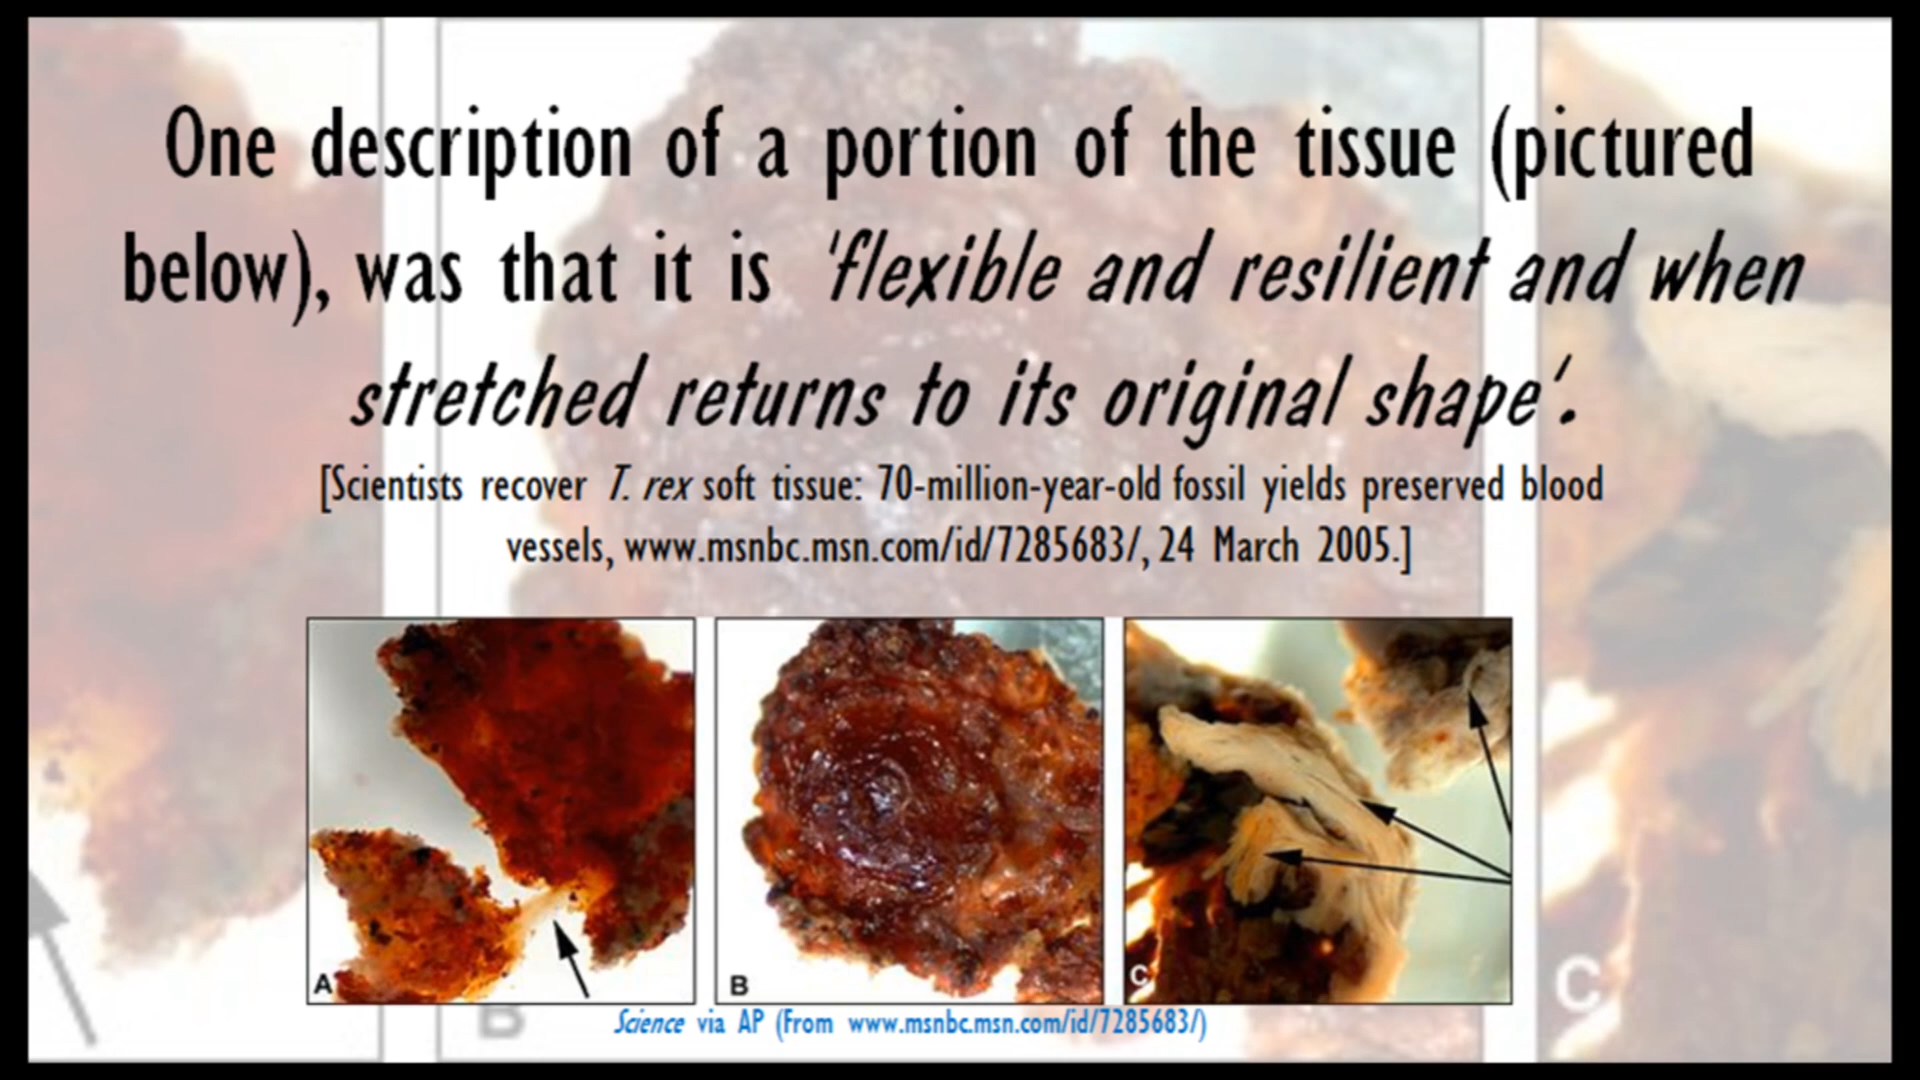 One description of a portion of the tissue (pictured
below), was that it is 'flexible and resilient and when
stretched returns to its original shape'.
[Scientists recover T. rex soft tissue: 70-million-year-old fossil yields preserved blood
vessels, www.msnbc.msn.com/id/7285683/, 24 March 2005.]
A
B
C
Science via AP (From www.msnbc.msn.com/id/7285683/)
B
C